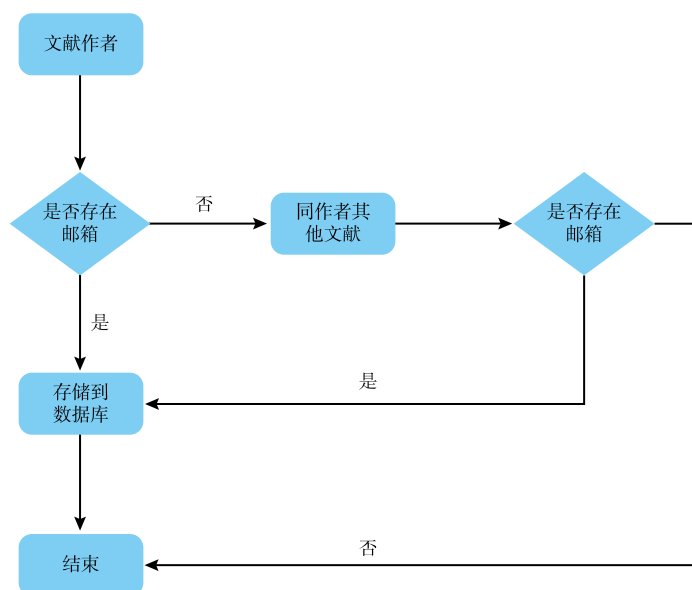 文献作者
是否存在
邮箱
否
同作者其
他文献
是否存在
邮箱
是
存储到
数据库
是
结束
否